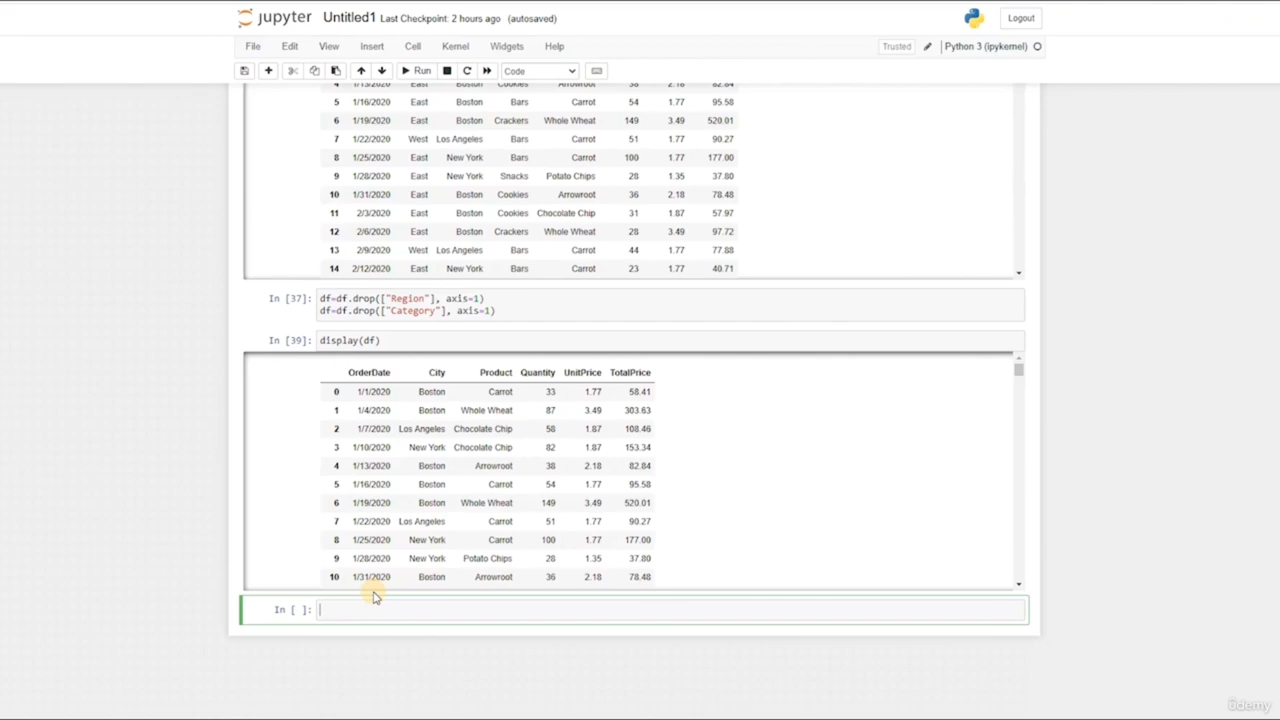 jupyter Untitled1 Last Checkpoint: 2 hours ago (autosaved) Logout
File Edit View Insert Cell Kernel Widgets Help Trusted Python 3 (ipykernel)
Run Code
4 1/13/2020 East Boston Cookies Arrowroot 38 2.18 82.84
5 1/16/2020 East Boston Bars Carrot 54 1.77 95.58
6 1/19/2020 East Boston Crackers Whole Wheat 149 3.49 520.01
7 1/22/2020 West Los Angeles Bars Carrot 51 1.77 90.27
8 1/25/2020 East New York Bars Carrot 100 1.77 177.00
9 1/28/2020 East New York Snacks Potato Chips 28 1.35 37.80
10 1/31/2020 East Boston Cookies Arrowroot 36 2.18 78.48
11 2/3/2020 East Boston Cookies Chocolate Chip 31 1.87 57.97
12 2/6/2020 East Boston Crackers Whole Wheat 28 3.49 97.72
13 2/9/2020 West Los Angeles Bars Carrot 44 1.77 77.88
14 2/12/2020 East New York Bars Carrot 23 1.77 40.71
In [37]: df=df.drop(["Region"], axis=1)
df=df.drop(["Category"], axis=1)
In [39]: display(df)
OrderDate City Product Quantity UnitPrice TotalPrice
0 1/1/2020 Boston Carrot 33 1.77 58.41
1 1/4/2020 Boston Whole Wheat 87 3.49 303.63
2 1/7/2020 Los Angeles Chocolate Chip 58 1.87 108.46
3 1/10/2020 New York Chocolate Chip 82 1.87 153.34
4 1/13/2020 Boston Arrowroot 38 2.18 82.84
5 1/16/2020 Boston Carrot 54 1.77 95.58
6 1/19/2020 Boston Whole Wheat 149 3.49 520.01
7 1/22/2020 Los Angeles Carrot 51 1.77 90.27
8 1/25/2020 New York Carrot 100 1.77 177.00
9 1/28/2020 New York Potato Chips 28 1.35 37.80
10 1/31/2020 Boston Arrowroot 36 2.18 78.48
In [ ]:
ûdemy